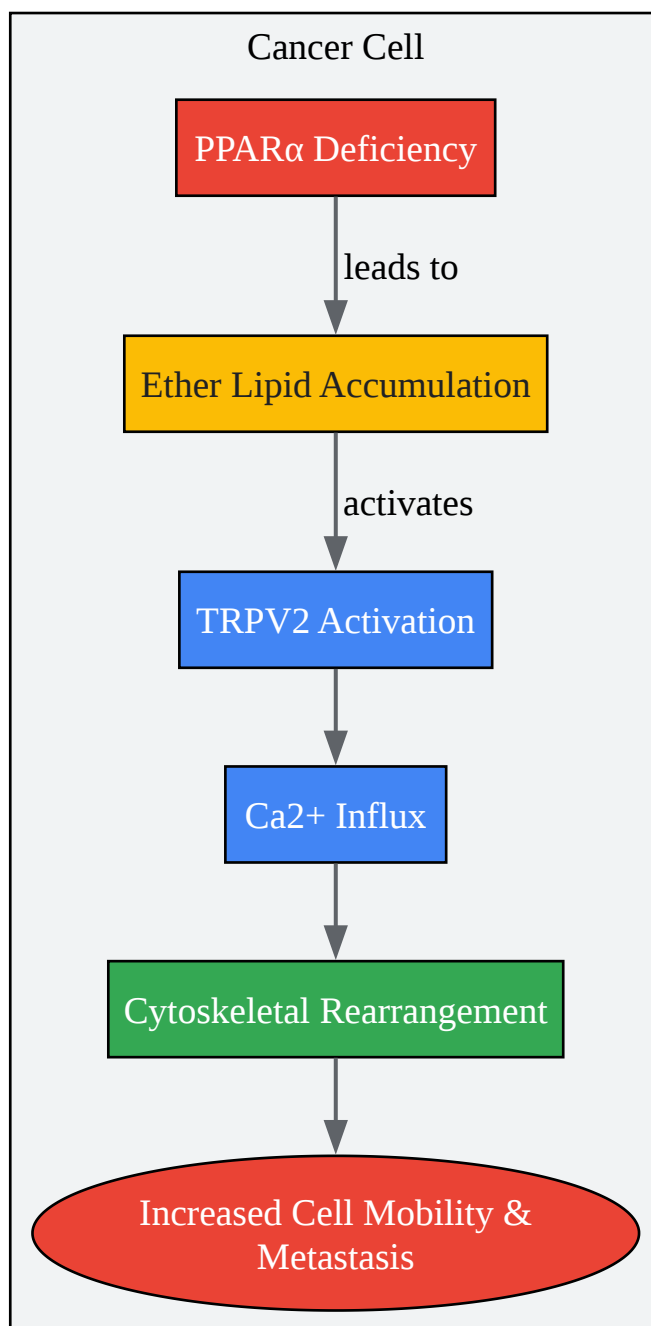 Cancer Cell
PPARα Deficiency
leads to
Ether Lipid Accumulation
activates
TRPV2 Activation
Ca2+ Influx
Cytoskeletal Rearrangement
Increased Cell Mobility &
Metastasis